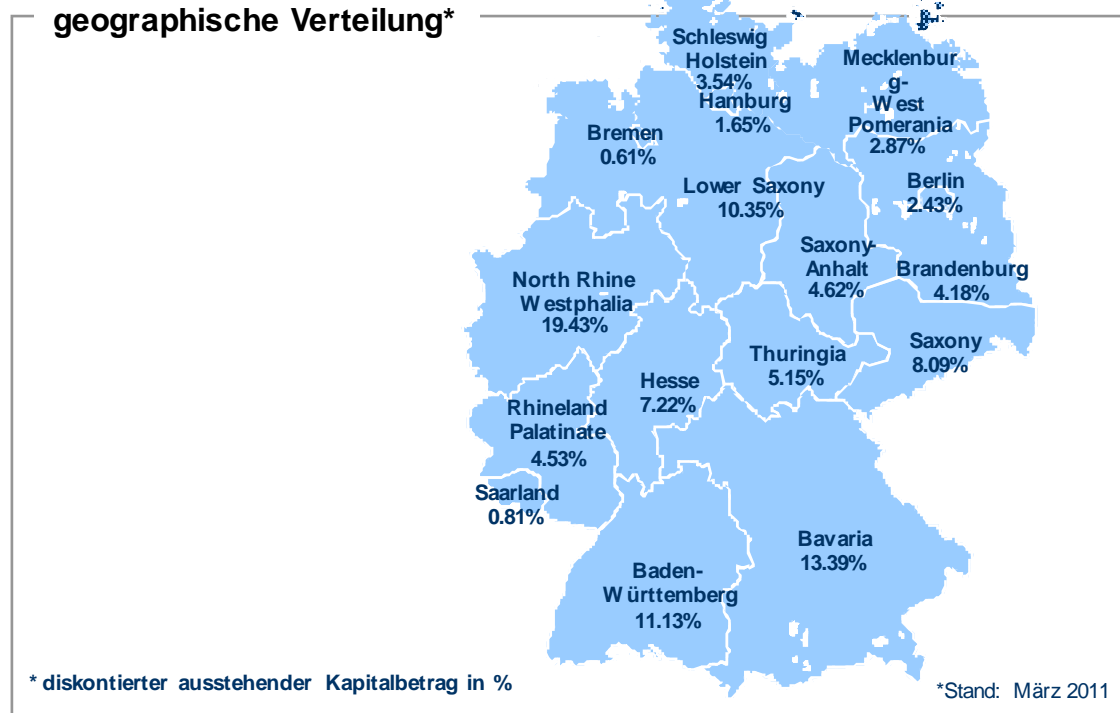 geographische Verteilung*
Schleswig
Holstein
3.54%
Hamburg
1.65%
Mecklenbur
g-
West
Pomerania
2.87%
Bremen
0.61%
Lower Saxony
10.35%
Berlin
2.43%
Saxony-
Anhalt
4.62%
Brandenburg
4.18%
North Rhine
Westphalia
19.43%
Saxony
8.09%
Thuringia
5.15%
Hesse
7.22%
Rhineland
Palatinate
4.53%
Saarland
0.81%
Bavaria
13.39%
Baden-
Württemberg
11.13%
* diskontierter ausstehender Kapitalbetrag in %
*Stand: März 2011